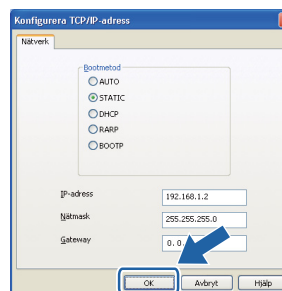 Konfigurera TCP/IP-adress
Nätverk
Bootmetod
AUTO
STATIC
DHCP
RARP
BOOTP
IP-adress 192.168.1.2
Nätmask 255.255.255.0
Gateway 0.0.
OK Avbryt Hjälp